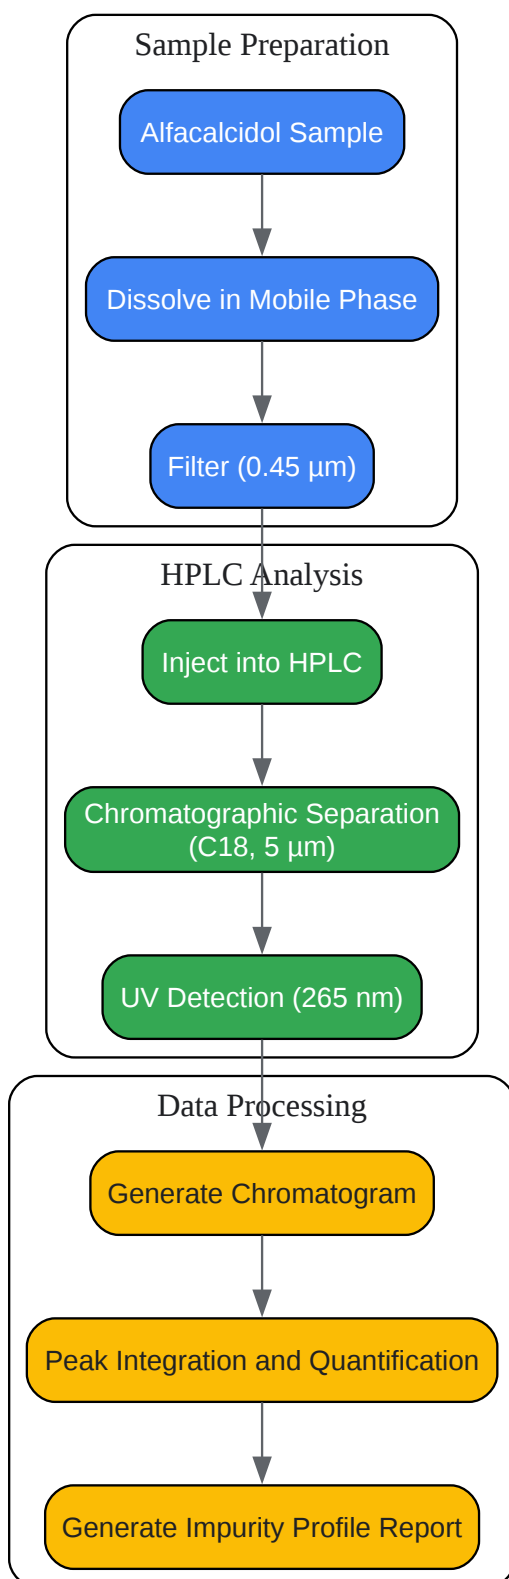 Sample Preparation
Alfacalcidol Sample
Dissolve in Mobile Phase
Filter (0.45 µm)
HPLC Analysis
Inject into HPLC
Chromatographic Separation
(C18, 5 µm)
UV Detection (265 nm)
Data Processing
Generate Chromatogram
Peak Integration and Quantification
Generate Impurity Profile Report